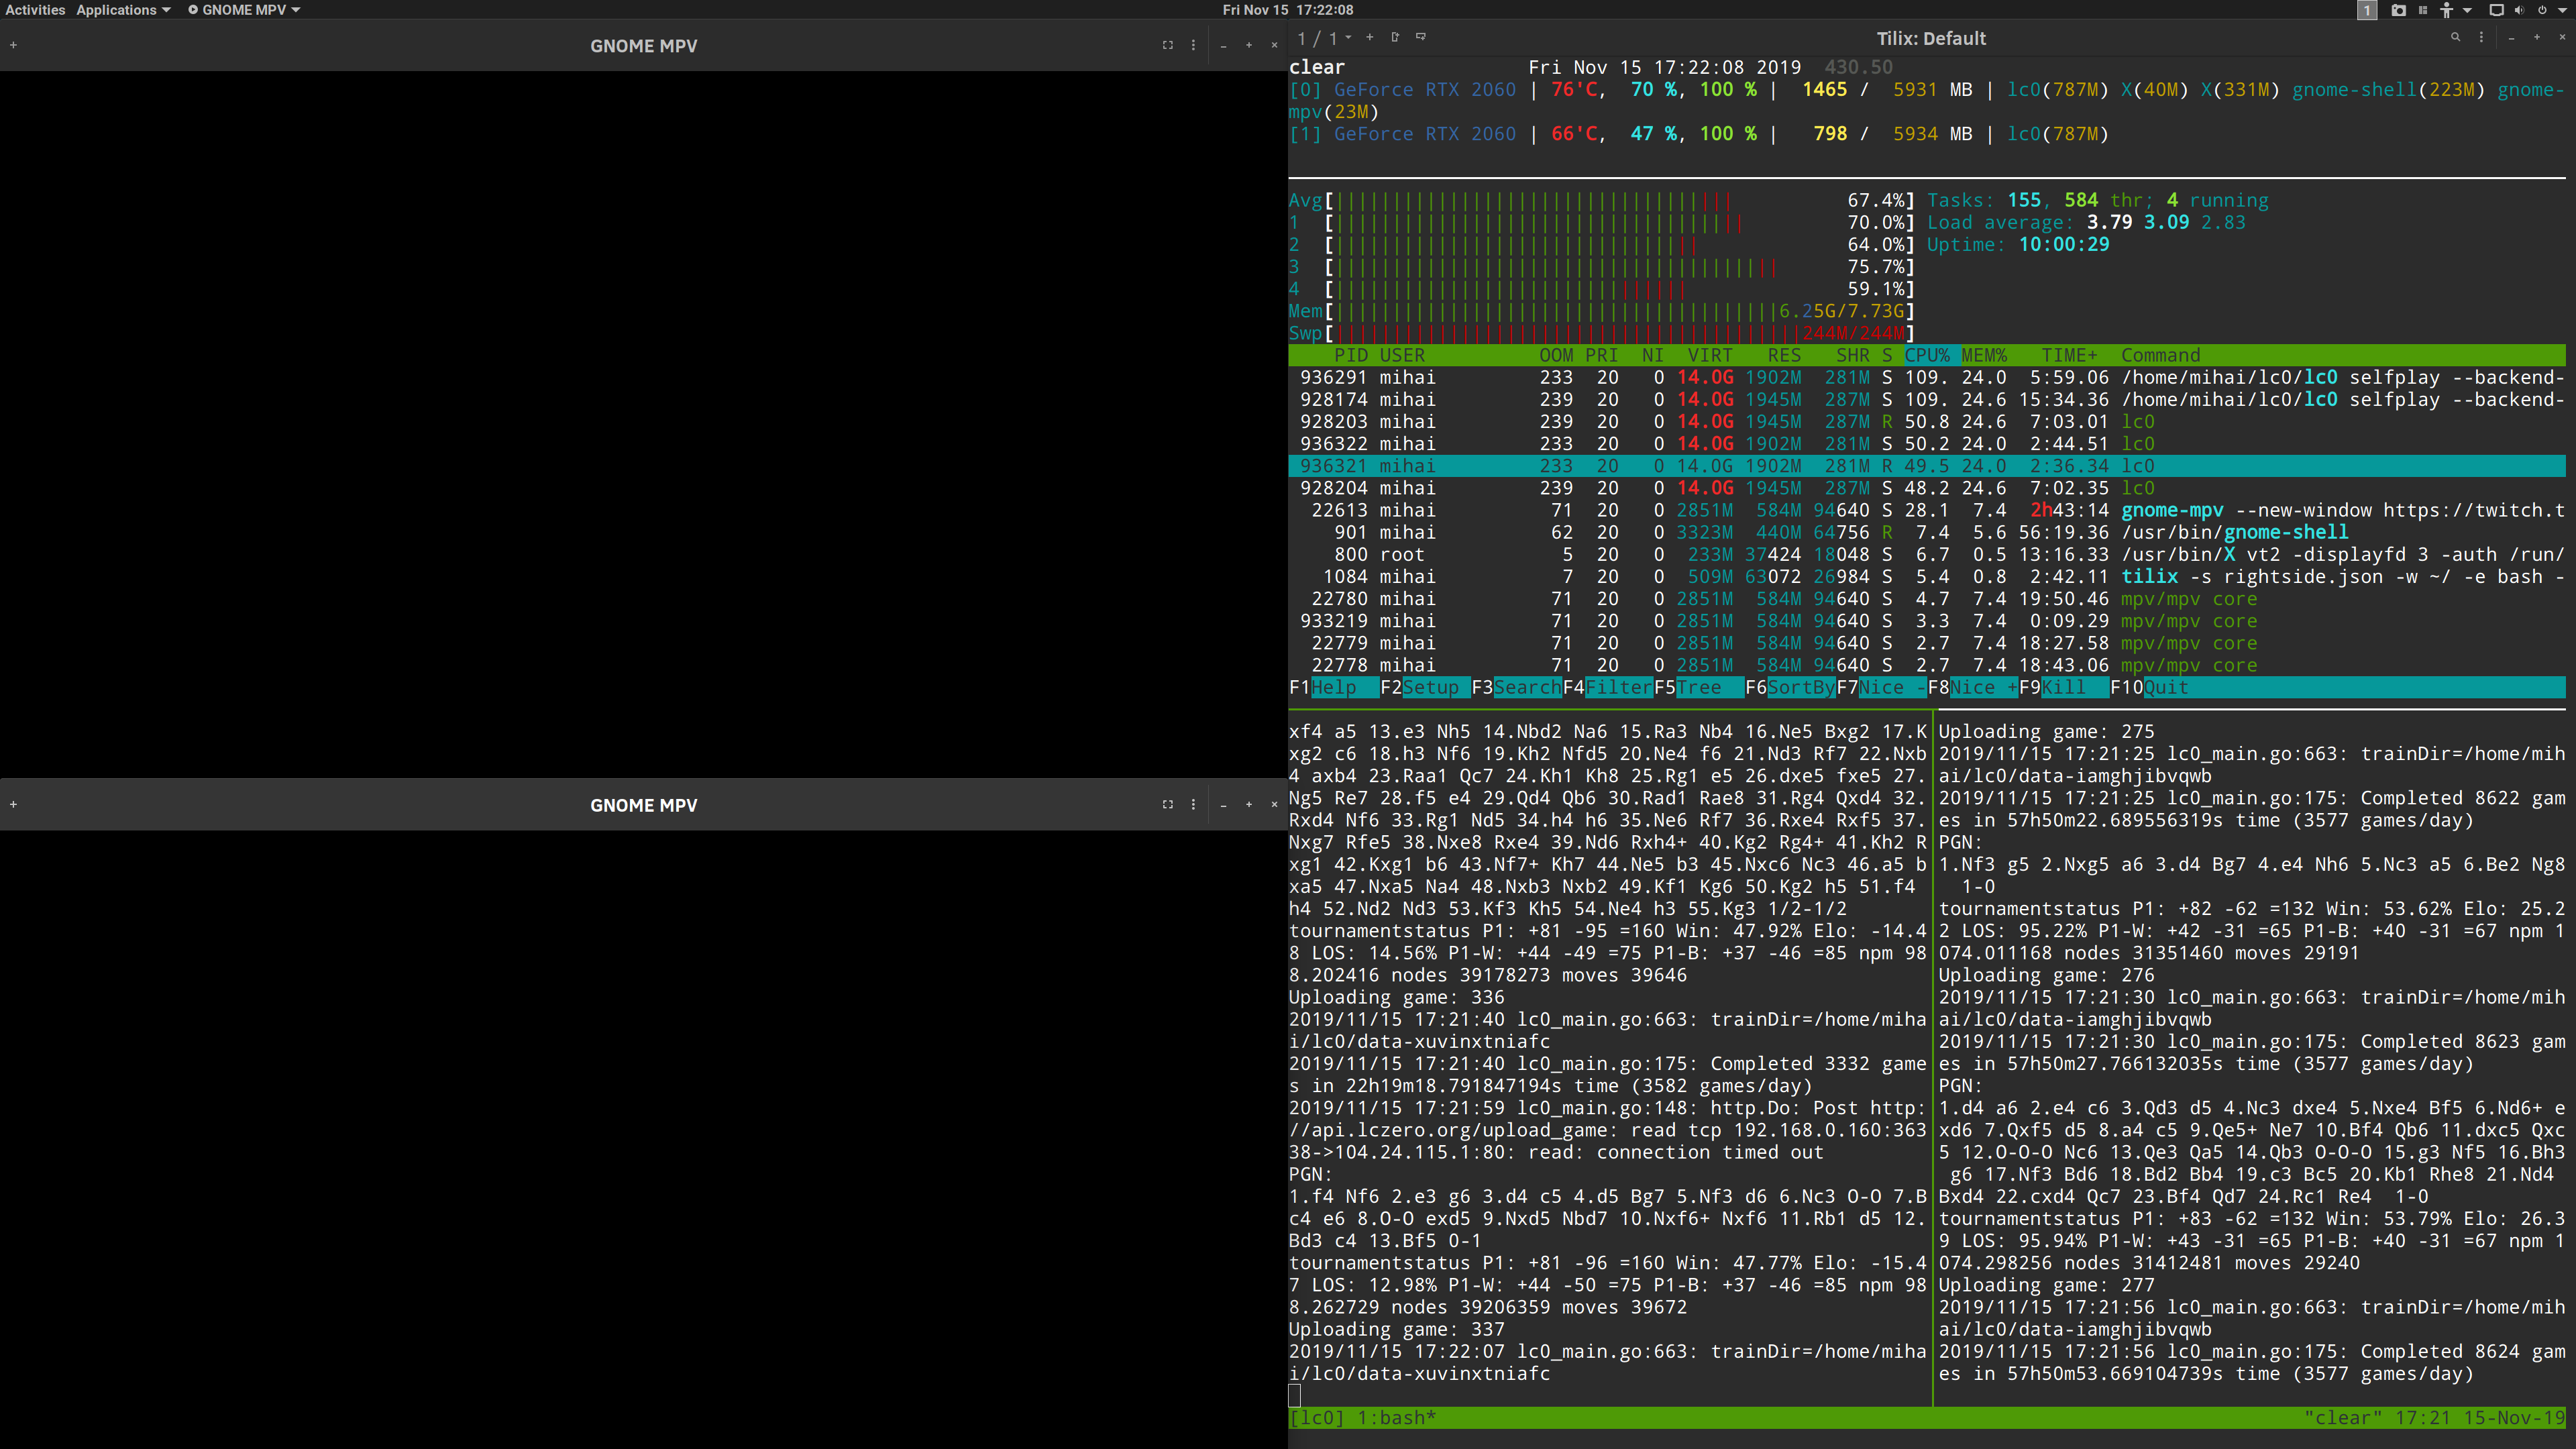 Activities Applications GNOME MPV Fri Nov 15 17:22:08 1
GNOME MPV
GNOME MPV
1 / 1 Tilix: Default
clear Fri Nov 15 17:22:08 2019 430.50
[0] GeForce RTX 2060 | 76'C, 70 %, 100 % | 1465 / 5931 MB | lc0(787M) X(40M) X(331M) gnome-shell(223M) gnome-
mpv(23M)
[1] GeForce RTX 2060 | 66'C, 47 %, 100 % | 798 / 5934 MB | lc0(787M)
Avg[ 67.4%] Tasks: 155, 584 thr; 4 running
1 [ 70.0%] Load average: 3.79 3.09 2.83
2 [ 64.0%] Uptime: 10:00:29
3 [ 75.7%]
4 [ 59.1%]
Mem[ 6.25G/7.73G]
Swp[ 244M/244M]
PID USER OOM PRI NI VIRT RES SHR S CPU% MEM% TIME+ Command
936291 mihai 233 20 0 14.0G 1902M 281M S 109. 24.0 5:59.06 /home/mihai/lc0/lc0 selfplay --backend-
928174 mihai 239 20 0 14.0G 1945M 287M S 109. 24.6 15:34.36 /home/mihai/lc0/lc0 selfplay --backend-
928203 mihai 239 20 0 14.0G 1945M 287M R 50.8 24.6 7:03.01 lc0
936322 mihai 233 20 0 14.0G 1902M 281M S 50.2 24.0 2:44.51 lc0
936321 mihai 233 20 0 14.0G 1902M 281M R 49.5 24.0 2:36.34 lc0
928204 mihai 239 20 0 14.0G 1945M 287M S 48.2 24.6 7:02.35 lc0
22613 mihai 71 20 0 2851M 584M 94640 S 28.1 7.4 2h43:14 gnome-mpv --new-window https://twitch.t
901 mihai 62 20 0 3323M 440M 64756 R 7.4 5.6 56:19.36 /usr/bin/gnome-shell
800 root 5 20 0 233M 37424 18048 S 6.7 0.5 13:16.33 /usr/bin/X vt2 -displayfd 3 -auth /run/
1084 mihai 7 20 0 509M 63072 26984 S 5.4 0.8 2:42.11 tilix -s rightside.json -w ~/ -e bash -
22780 mihai 71 20 0 2851M 584M 94640 S 4.7 7.4 19:50.46 mpv/mpv core
933219 mihai 71 20 0 2851M 584M 94640 S 3.3 7.4 0:09.29 mpv/mpv core
22779 mihai 71 20 0 2851M 584M 94640 S 2.7 7.4 18:27.58 mpv/mpv core
22778 mihai 71 20 0 2851M 584M 94640 S 2.7 7.4 18:43.06 mpv/mpv core
F1Help F2Setup F3SearchF4FilterF5Tree F6SortByF7Nice -F8Nice +F9Kill F10Quit
xf4 a5 13.e3 Nh5 14.Nbd2 Na6 15.Ra3 Nb4 16.Ne5 Bxg2 17.K
xg2 c6 18.h3 Nf6 19.Kh2 Nfd5 20.Ne4 f6 21.Nd3 Rf7 22.Nxb
4 axb4 23.Raa1 Qc7 24.Kh1 Kh8 25.Rg1 e5 26.dxe5 fxe5 27.
Ng5 Re7 28.f5 e4 29.Qd4 Qb6 30.Rad1 Rae8 31.Rg4 Qxd4 32.
Rxd4 Nf6 33.Rg1 Nd5 34.h4 h6 35.Ne6 Rf7 36.Rxe4 Rxf5 37.
Nxg7 Rfe5 38.Nxe8 Rxe4 39.Nd6 Rxh4+ 40.Kg2 Rg4+ 41.Kh2 R
xg1 42.Kxg1 b6 43.Nf7+ Kh7 44.Ne5 b3 45.Nxc6 Nc3 46.a5 b
xa5 47.Nxa5 Na4 48.Nxb3 Nxb2 49.Kf1 Kg6 50.Kg2 h5 51.f4
h4 52.Nd2 Nd3 53.Kf3 Kh5 54.Ne4 h3 55.Kg3 1/2-1/2
tournamentstatus P1: +81 -95 =160 Win: 47.92% Elo: -14.4
8 LOS: 14.56% P1-W: +44 -49 =75 P1-B: +37 -46 =85 npm 98
8.202416 nodes 39178273 moves 39646
Uploading game: 336
2019/11/15 17:21:40 lc0_main.go:663: trainDir=/home/miha
i/lc0/data-xuvinxtniafc
2019/11/15 17:21:40 lc0_main.go:175: Completed 3332 game
s in 22h19m18.791847194s time (3582 games/day)
2019/11/15 17:21:59 lc0_main.go:148: http.Do: Post http:
//api.lczero.org/upload_game: read tcp 192.168.0.160:363
38->104.24.115.1:80: read: connection timed out
PGN:
1.f4 Nf6 2.e3 g6 3.d4 c5 4.d5 Bg7 5.Nf3 d6 6.Nc3 O-O 7.B
c4 e6 8.O-O exd5 9.Nxd5 Nbd7 10.Nxf6+ Nxf6 11.Rb1 d5 12.
Bd3 c4 13.Bf5 0-1
tournamentstatus P1: +81 -96 =160 Win: 47.77% Elo: -15.4
7 LOS: 12.98% P1-W: +44 -50 =75 P1-B: +37 -46 =85 npm 98
8.262729 nodes 39206359 moves 39672
Uploading game: 337
2019/11/15 17:22:07 lc0_main.go:663: trainDir=/home/miha
i/lc0/data-xuvinxtniafc
Uploading game: 275
2019/11/15 17:21:25 lc0_main.go:663: trainDir=/home/mih
ai/lc0/data-iamghjibvqwb
2019/11/15 17:21:25 lc0_main.go:175: Completed 8622 gam
es in 57h50m22.689556319s time (3577 games/day)
PGN:
1.Nf3 g5 2.Nxg5 a6 3.d4 Bg7 4.e4 Nh6 5.Nc3 a5 6.Be2 Ng8
1-0
tournamentstatus P1: +82 -62 =132 Win: 53.62% Elo: 25.2
2 LOS: 95.22% P1-W: +42 -31 =65 P1-B: +40 -31 =67 npm 1
074.011168 nodes 31351460 moves 29191
Uploading game: 276
2019/11/15 17:21:30 lc0_main.go:663: trainDir=/home/mih
ai/lc0/data-iamghjibvqwb
2019/11/15 17:21:30 lc0_main.go:175: Completed 8623 gam
es in 57h50m27.766132035s time (3577 games/day)
PGN:
1.d4 a6 2.e4 c6 3.Qd3 d5 4.Nc3 dxe4 5.Nxe4 Bf5 6.Nd6+ e
xd6 7.Qxf5 d5 8.a4 c5 9.Qe5+ Ne7 10.Bf4 Qb6 11.dxc5 Qxc
5 12.O-O-O Nc6 13.Qe3 Qa5 14.Qb3 O-O-O 15.g3 Nf5 16.Bh3
g6 17.Nf3 Bd6 18.Bd2 Bb4 19.c3 Bc5 20.Kb1 Rhe8 21.Nd4
Bxd4 22.cxd4 Qc7 23.Bf4 Qd7 24.Rc1 Re4 1-0
tournamentstatus P1: +83 -62 =132 Win: 53.79% Elo: 26.3
9 LOS: 95.94% P1-W: +43 -31 =65 P1-B: +40 -31 =67 npm 1
074.298256 nodes 31412481 moves 29240
Uploading game: 277
2019/11/15 17:21:56 lc0_main.go:663: trainDir=/home/mih
ai/lc0/data-iamghjibvqwb
2019/11/15 17:21:56 lc0_main.go:175: Completed 8624 gam
es in 57h50m53.669104739s time (3577 games/day)
[lc0] 1:bash* "clear" 17:21 15-Nov-19